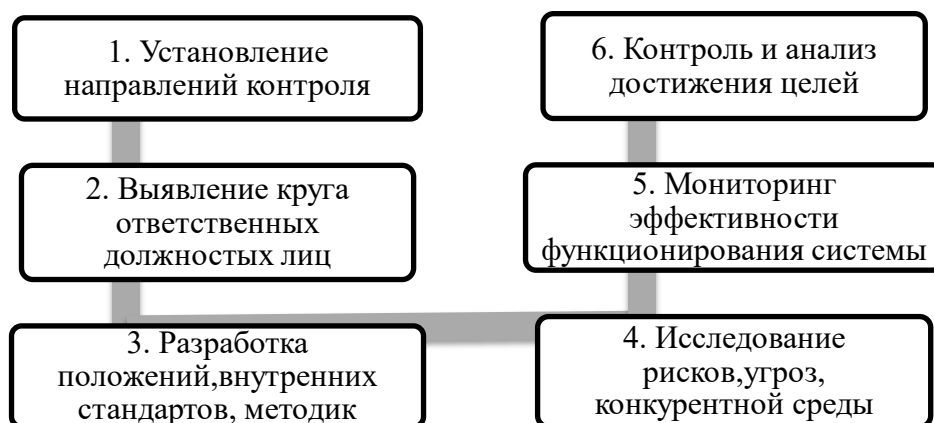 1. Установление
направлений контроля
2. Выявление круга
ответственных
должностых лиц
3. Разработка
положений,внутренних
стандартов, методик
4. Исследование
рисков,угроз,
конкурентной среды
5. Мониторинг
эффективности
функционирования системы
6. Контроль и анализ
достижения целей